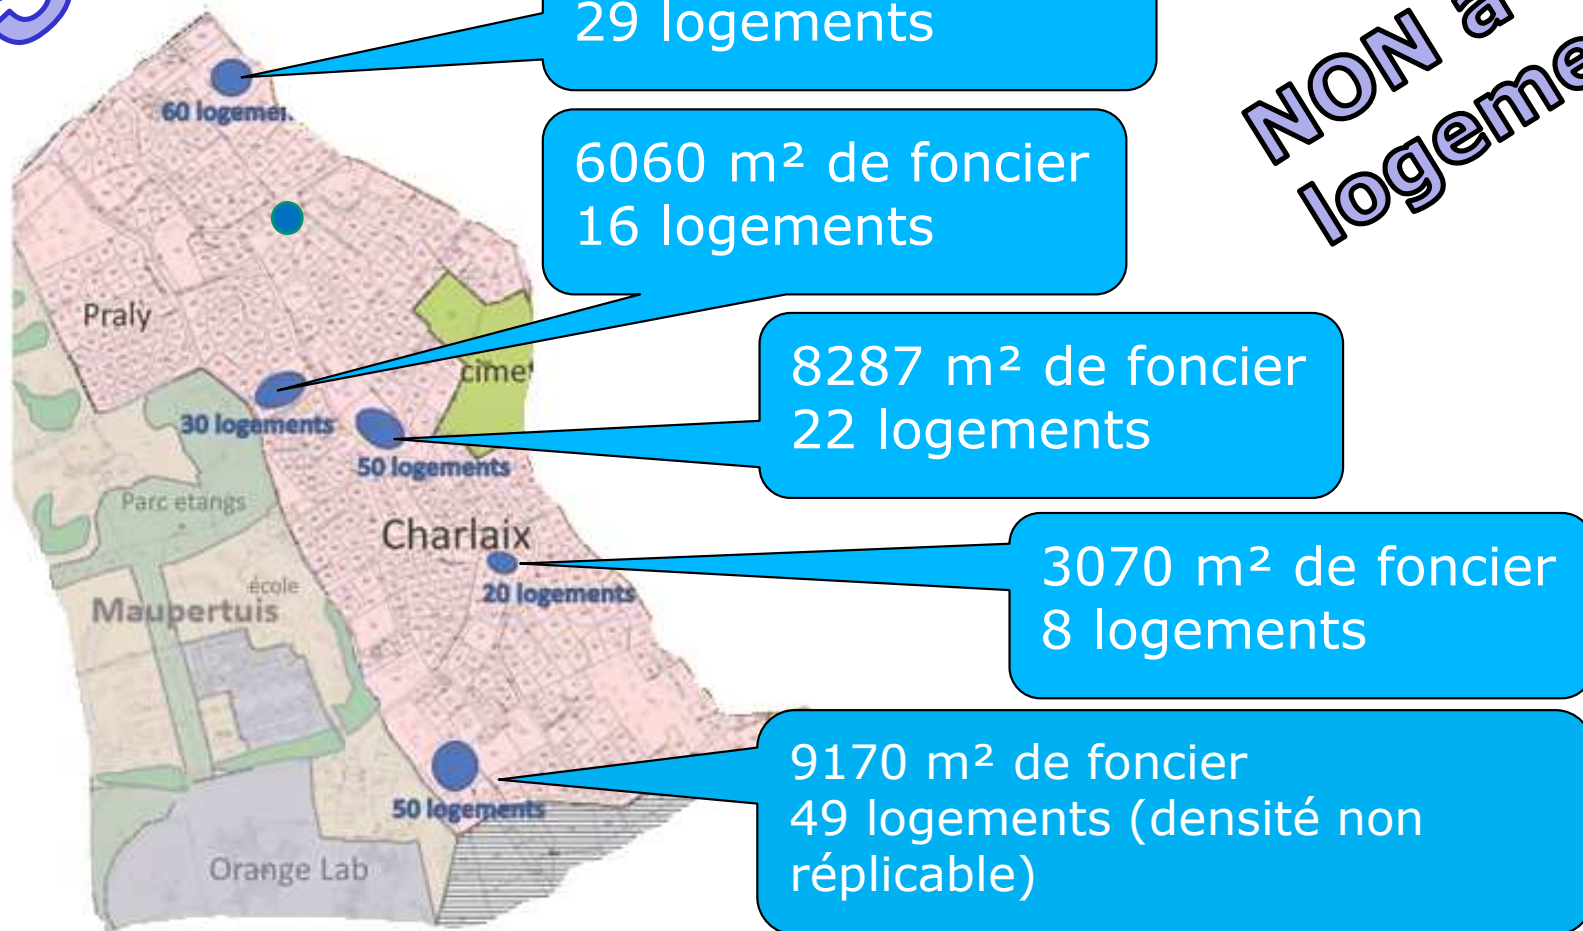 29 logements
NON à
60
6060 m² de foncier
16 logements
Praly
8287 m² de foncier
22 logements
30 logements
50 logements
Parc etangs
Charlaix
école
Maupertuis
20 logements
3070 m² de foncier
8 logements
9170 m² de foncier
49 logements (densité non
réplicable)
50 logements
Orange Lab